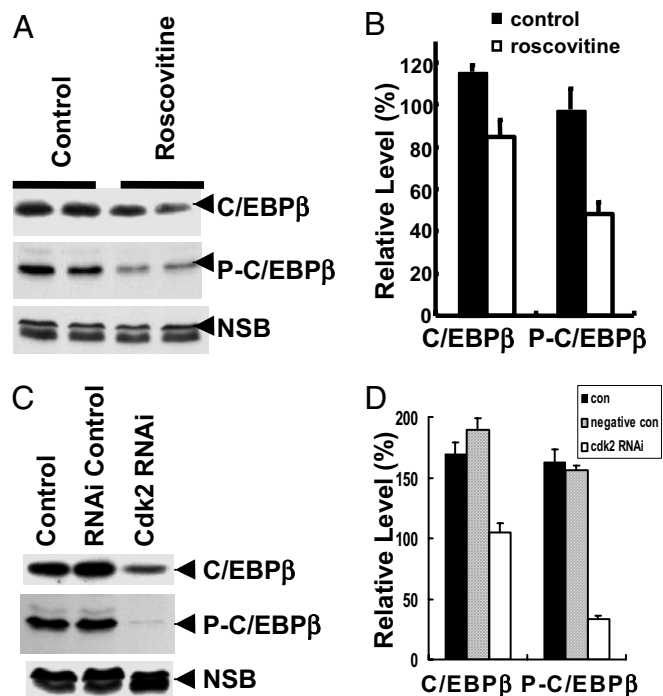 A
Control
Roscovitine
C/EBPβ
P-C/EBPβ
NSB
B
control
roscovitine
Relative Level (%)
120
100
80
60
40
20
0
C/EBPβ P-C/EBPβ
C
Control
RNAi Control
Cdk2 RNAi
C/EBPβ
P-C/EBPβ
NSB
D
con
negative con
cdk2 RNAi
Relative Level (%)
200
150
100
50
0
C/EBPβ P-C/EBPβ